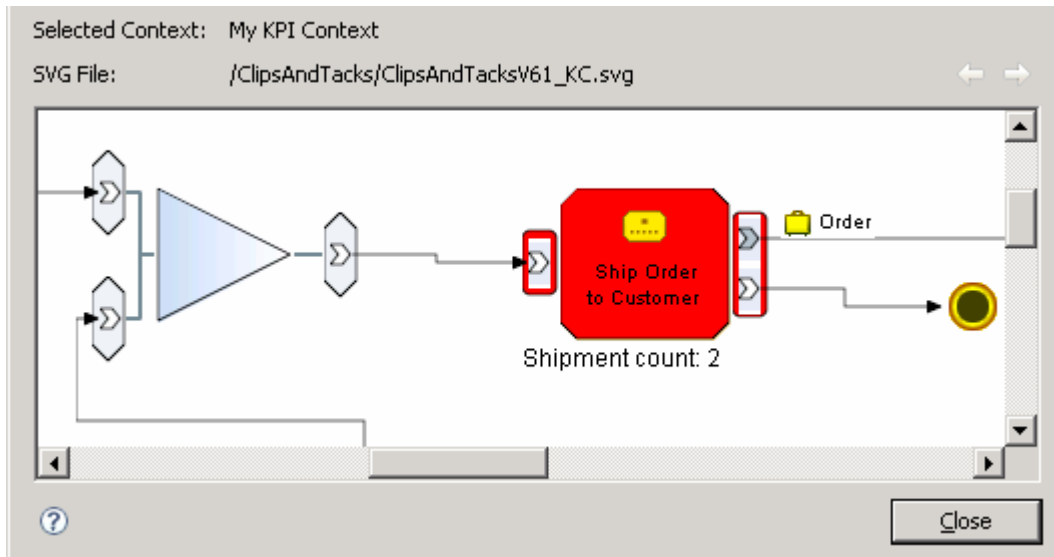 Selected Context: My KPI Context
SVG File: /ClipsAndTacks/ClipsAndTacksV61_KC.svg
Order
Ship Order
to Customer
Shipment count: 2
?
Close